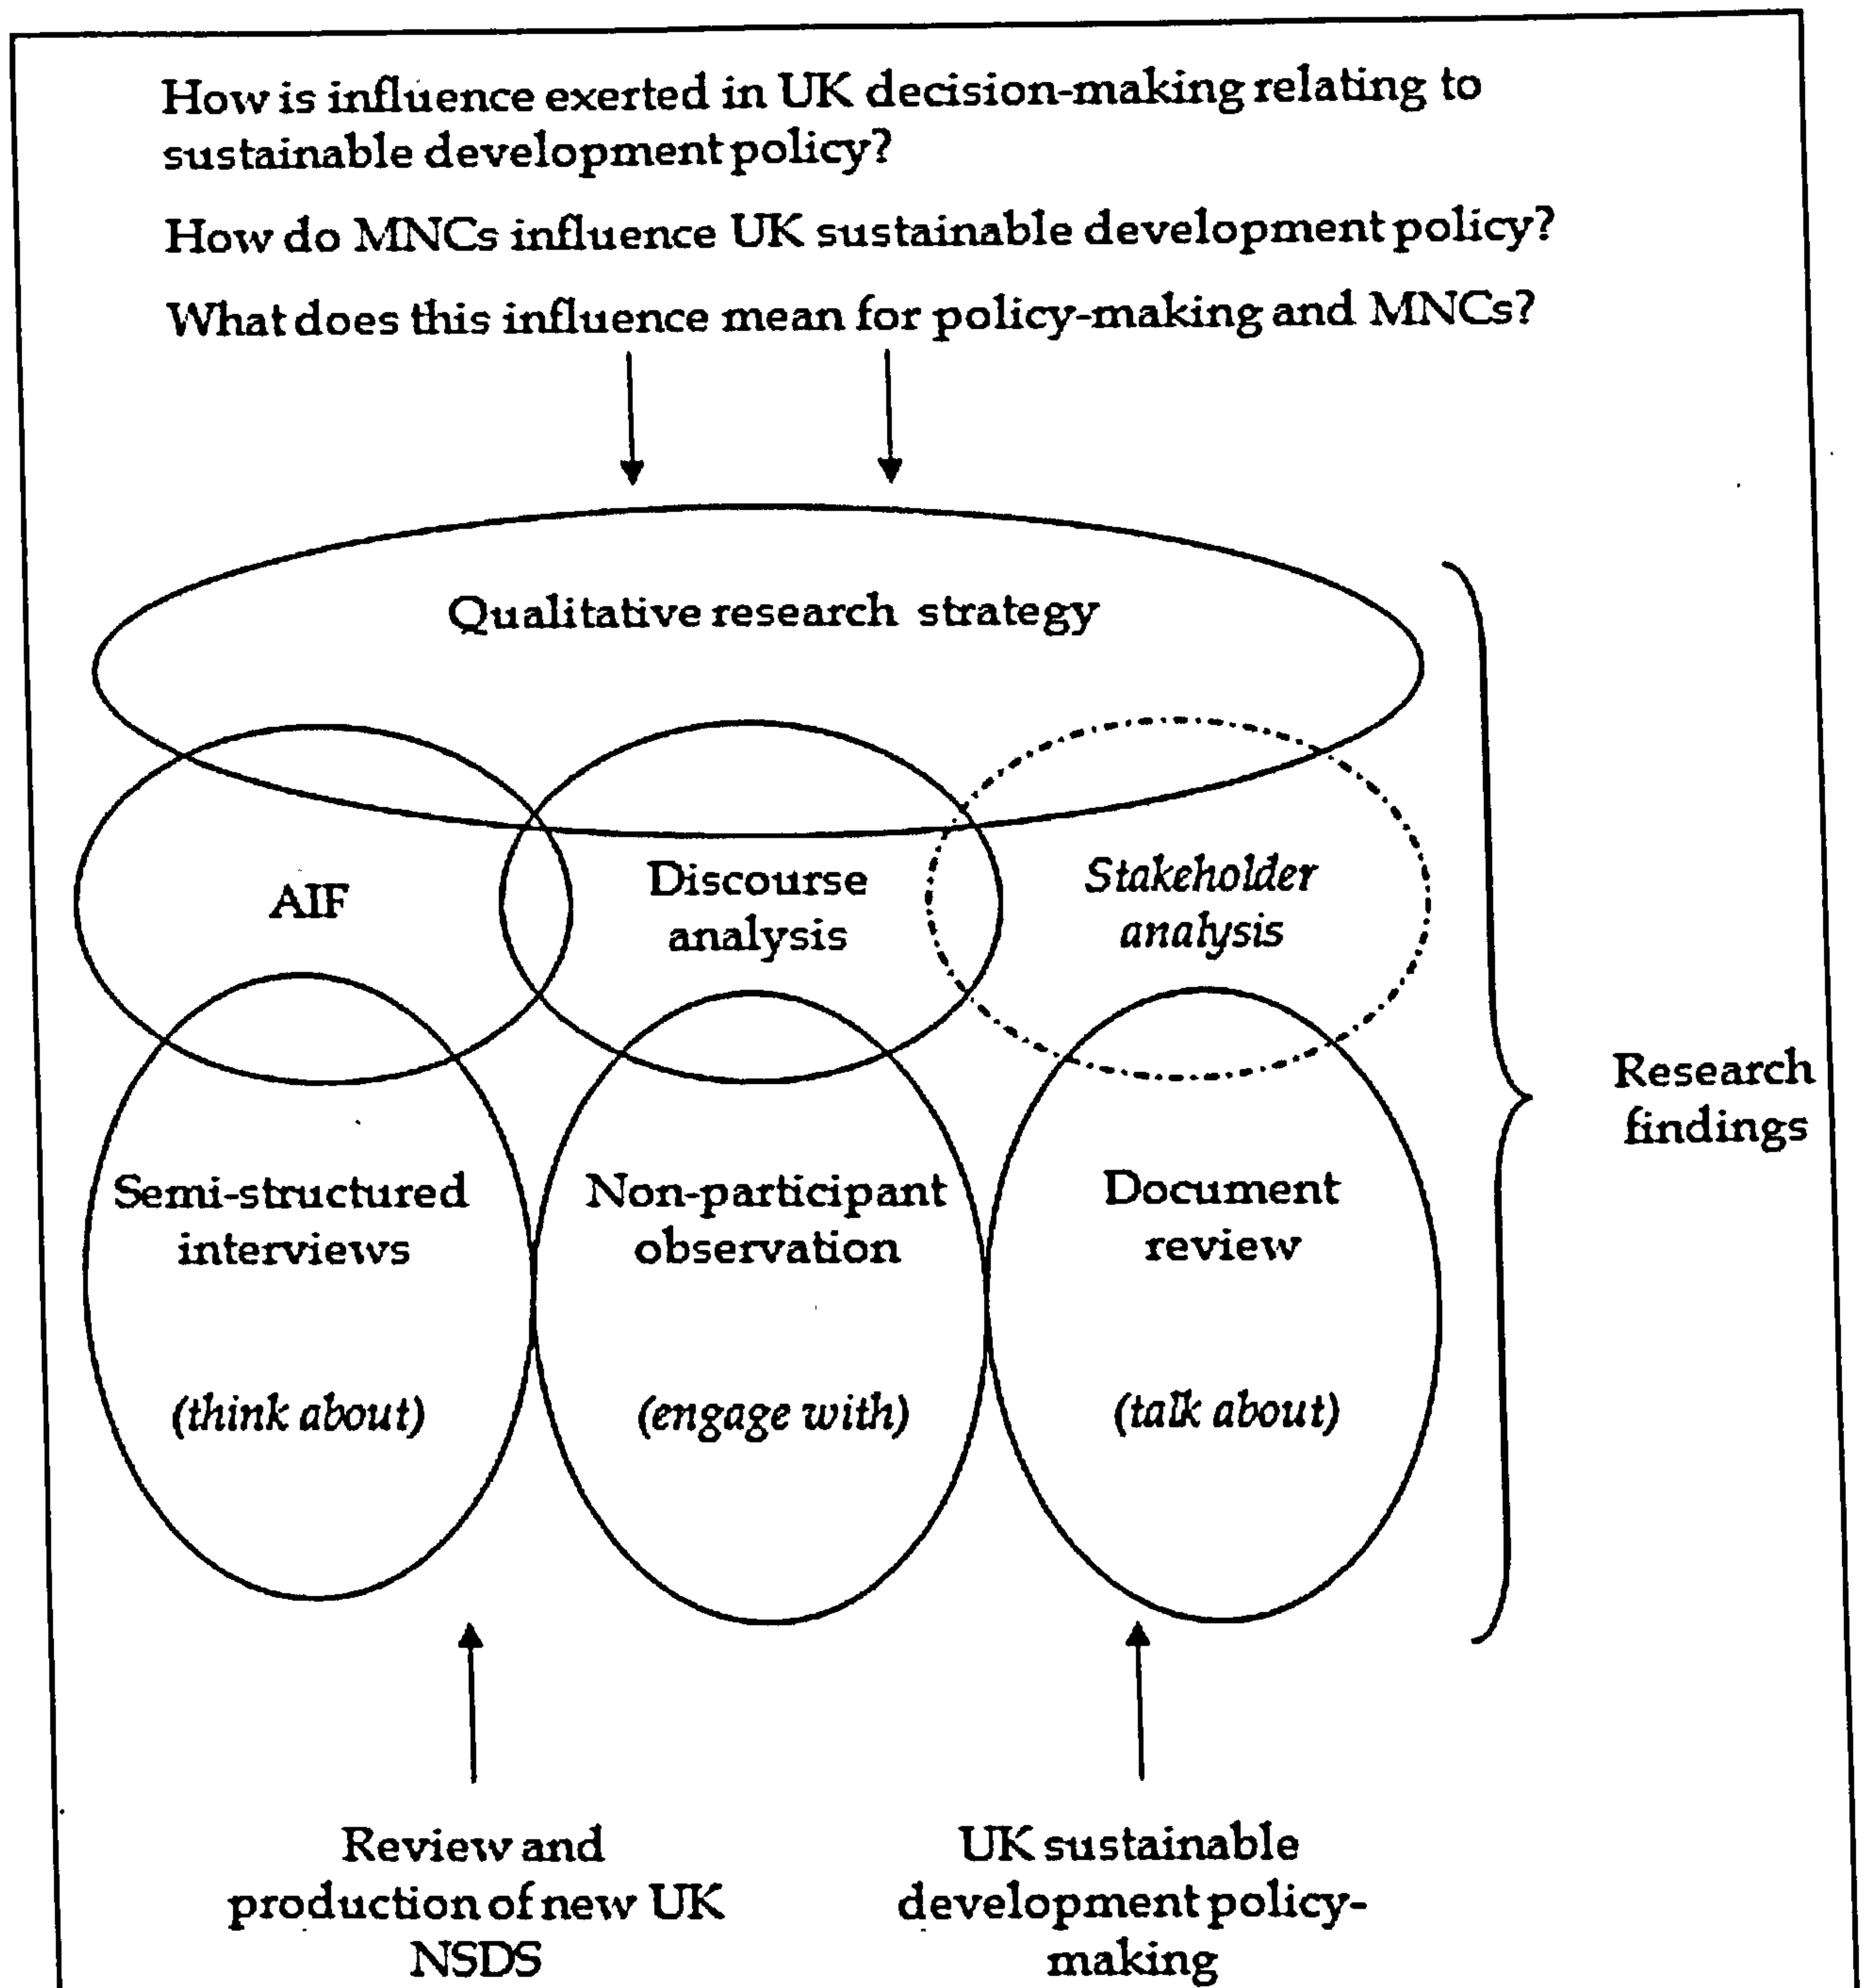 How is influence exerted in UK decision-making relating to
sustainable development policy?
How do MNCs influence UK sustainable development policy?
What does this influence mean for policy-making and MNCs?
Qualitative research strategy
AIF
Discourse
analysis
Stakeholder
analysis
Research
findings
Semi-structured
interviews
Non-participant
observation
Document
review
(think about)
(engage with)
(talk about)
Review and
production of new UK
NSDS
UK sustainable
development policy-
making